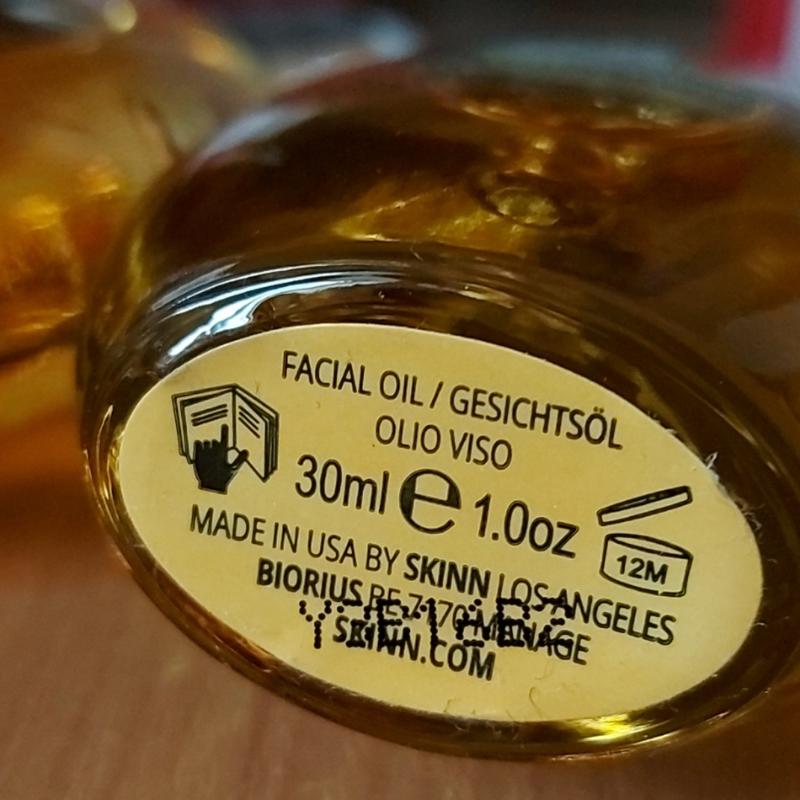 FACIAL OIL / GESICHTSÖL
OLIO VISO
30ml e 1.0oz
12M
MADE IN USA BY SKINN LOS ANGELES
BIORIUS BE-7170 MANAGE
SKINN.COM